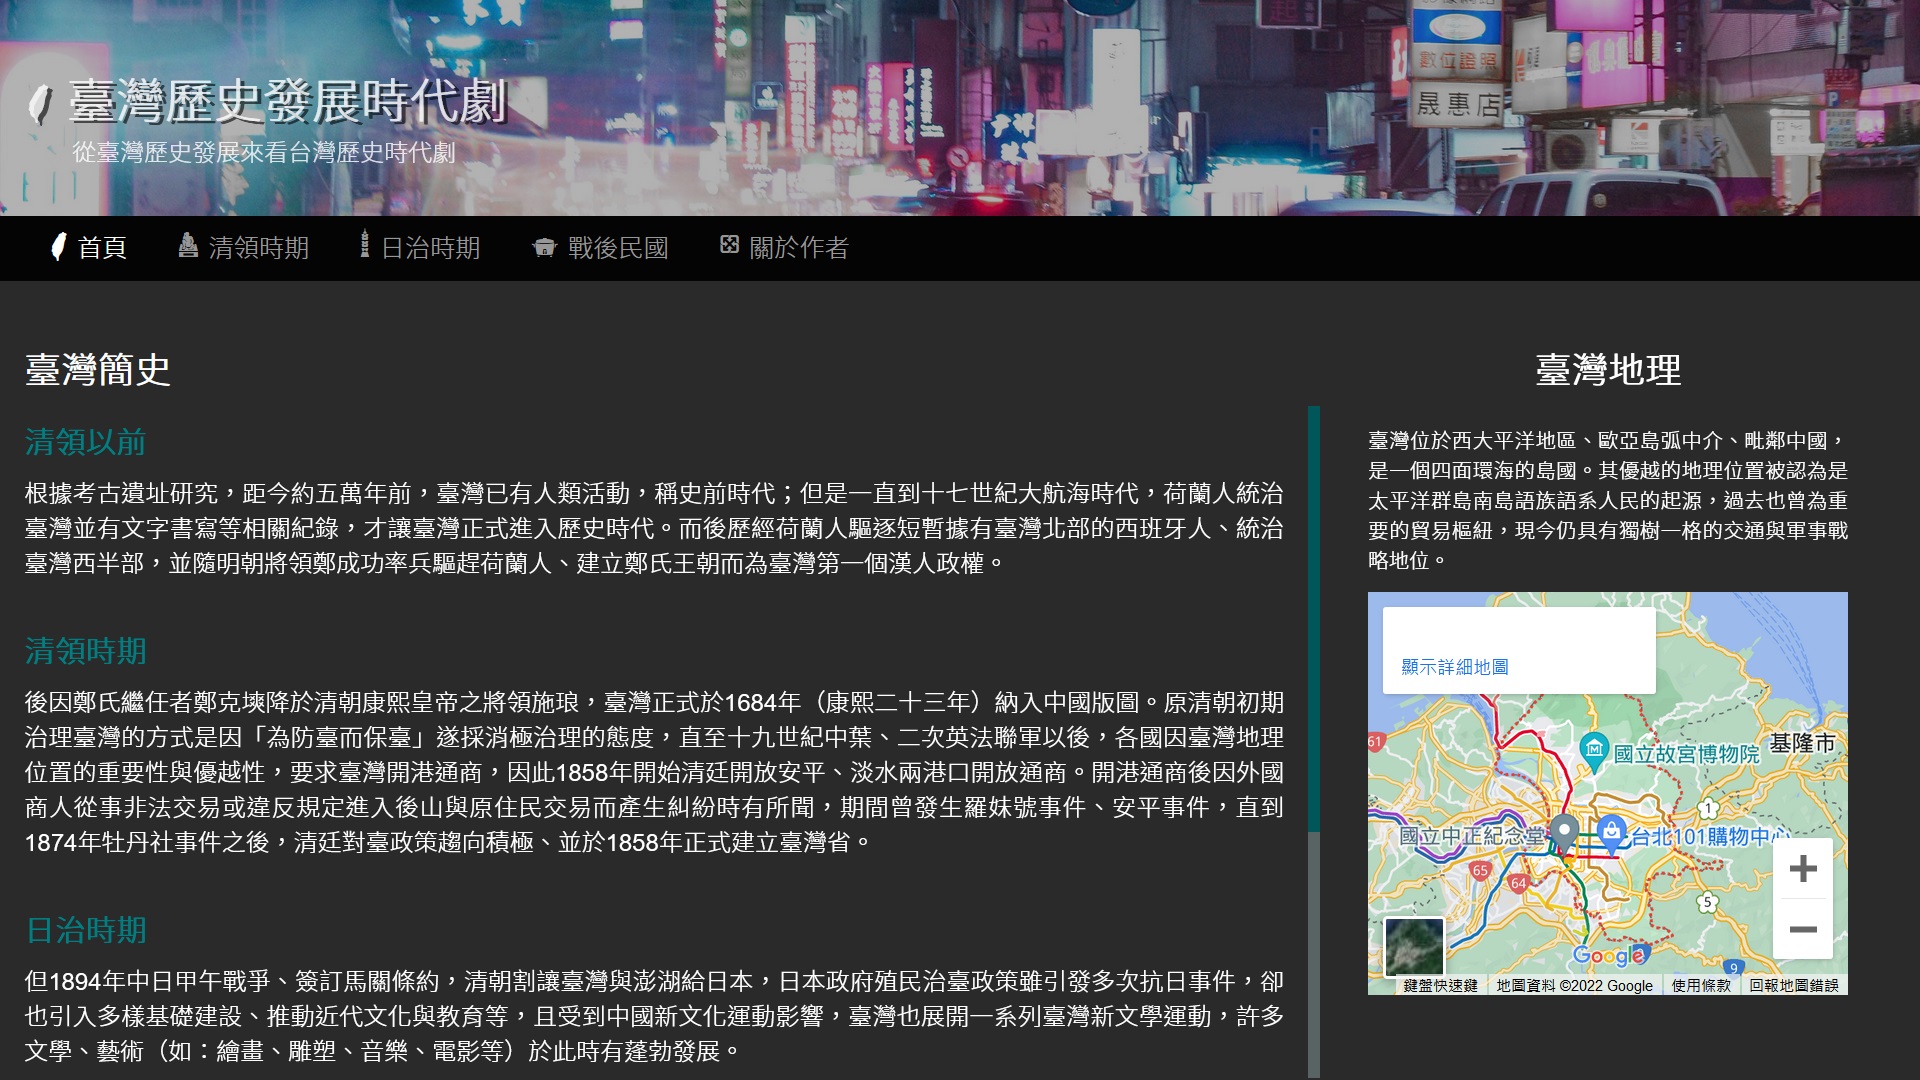 數位證照
晟惠店
臺灣歷史發展時代劇
從臺灣歷史發展來看台灣歷史時代劇
首頁
清領時期
日治時期
戰後民國
關於作者
臺灣簡史
清領以前
根據考古遺址研究，距今約五萬年前，臺灣已有人類活動，稱史前時代；但是一直到十七世紀大航海時代，荷蘭人統治
臺灣並有文字書寫等相關紀錄，才讓臺灣正式進入歷史時代。而後歷經荷蘭人驅逐短暫據有臺灣北部的西班牙人、統治
臺灣西半部，並隨明朝將領鄭成功率兵驅趕荷蘭人、建立鄭氏王朝而為臺灣第一個漢人政權。
清領時期
後因鄭氏繼任者鄭克塽降於清朝康熙皇帝之將領施琅，臺灣正式於1684年（康熙二十三年）納入中國版圖。原清朝初期
治理臺灣的方式是因「為防臺而保臺」遂採消極治理的態度，直至十九世紀中葉、二次英法聯軍以後，各國因臺灣地理
位置的重要性與優越性，要求臺灣開港通商，因此1858年開始清廷開放安平、淡水兩港口開放通商。開港通商後因外國
商人從事非法交易或違反規定進入後山與原住民交易而產生糾紛時有所聞，期間曾發生羅妹號事件、安平事件，直到
1874年牡丹社事件之後，清廷對臺政策趨向積極、並於1858年正式建立臺灣省。
日治時期
但1894年中日甲午戰爭、簽訂馬關條約，清朝割讓臺灣與澎湖給日本，日本政府殖民治臺政策雖引發多次抗日事件，卻
也引入多樣基礎建設、推動近代文化與教育等，且受到中國新文化運動影響，臺灣也展開一系列臺灣新文學運動，許多
文學、藝術（如：繪畫、雕塑、音樂、電影等）於此時有蓬勃發展。
臺灣地理
臺灣位於西大平洋地區、歐亞島弧中介、毗鄰中國，
是一個四面環海的島國。其優越的地理位置被認為是
太平洋群島南島語族語系人民的起源，過去也曾為重
要的貿易樞紐，現今仍具有獨樹一格的交通與軍事戰
略地位。
顯示詳細地圖
61
基隆市
國立故宮博物院
1
國立中正紀念堂
台北101購物中心
65
64
5
9
Google
鍵盤快速鍵
地圖資料 ©2022 Google
使用條款
回報地圖錯誤